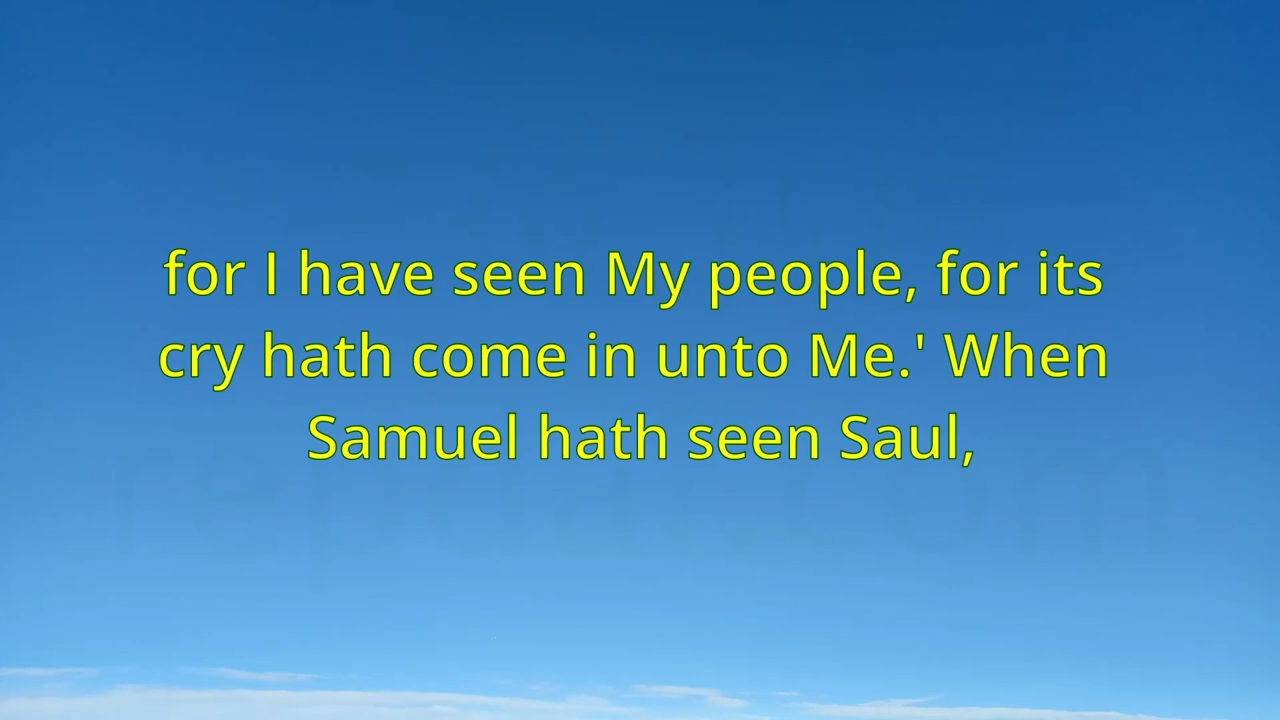 for I have seen My people, for its
cry hath come in unto Me.' When
Samuel hath seen Saul,